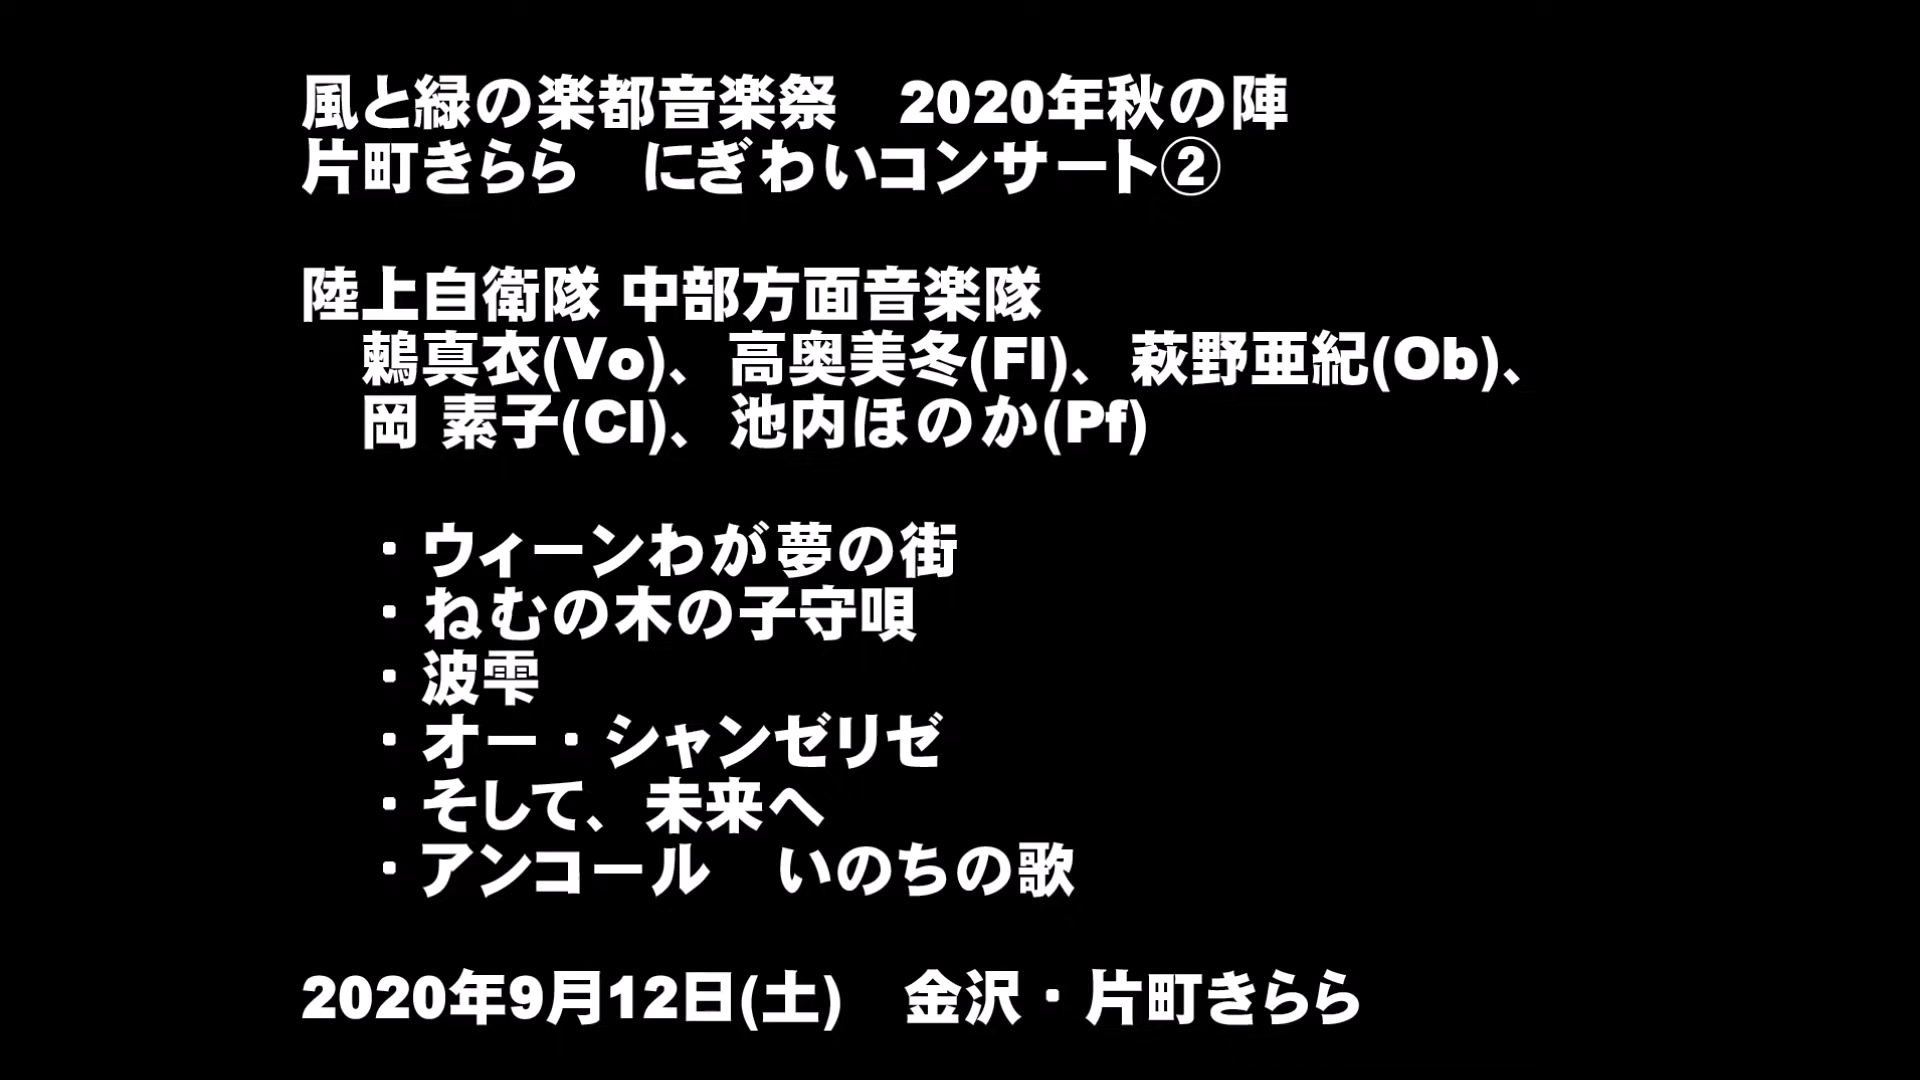 風と緑の楽都音楽祭　2020年秋の陣
片町きらら　にぎわいコンサート②
陸上自衛隊 中部方面音楽隊
鶫真衣(Vo)、高奥美冬(Fl)、萩野亜紀(Ob)、
岡 素子(Cl)、池内ほのか(Pf)
・ウィーンわが夢の街
・ねむの木の子守唄
・波雫
・オー・シャンゼリゼ
・そして、未来へ
・アンコール　いのちの歌
2020年9月12日(土)　金沢・片町きらら